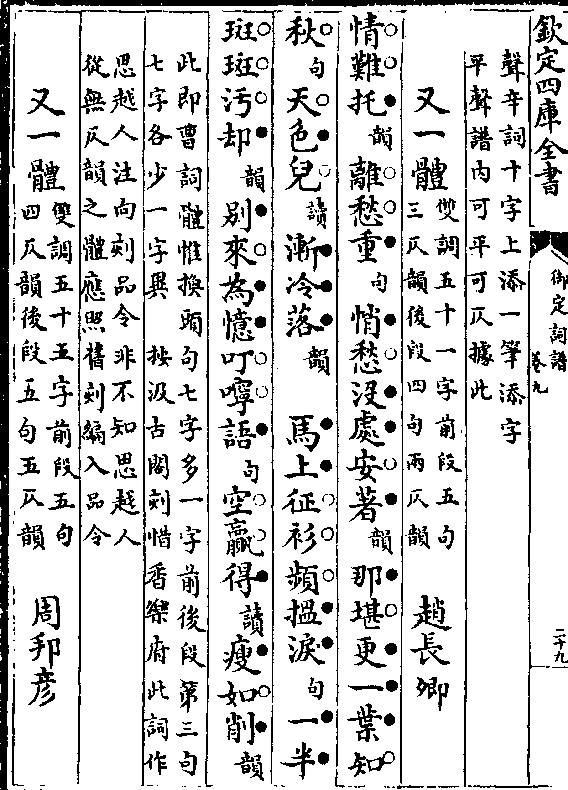 欽定四庫全書
御定詞譜
卷九
二十九
聲辛詞十字上添一筆添字
平聲譜內可平可仄據此
又一體雙調五十一字前段五句三仄韻後段四句兩仄韻 趙長卿
情難托韻離愁重句悄愁沒處安著韻那堪更一葉知
秋句天色兒讀漸冷落韻 馬上征衫頻搵淚句一半
斑斑汚却韻别來為憶叮嚀語句空贏得讀瘦如削韻
此即曹詞體惟換頭句七字多一字前後段第三句
七字各少一字異 按汲古閣刻惜香樂府此詞作
思越人注向刻品令非不知思越人
從無仄韻之體應照舊刻編入品令
又一體雙調五十五字前段五句四仄韻後段五句五仄韻 周邦彦